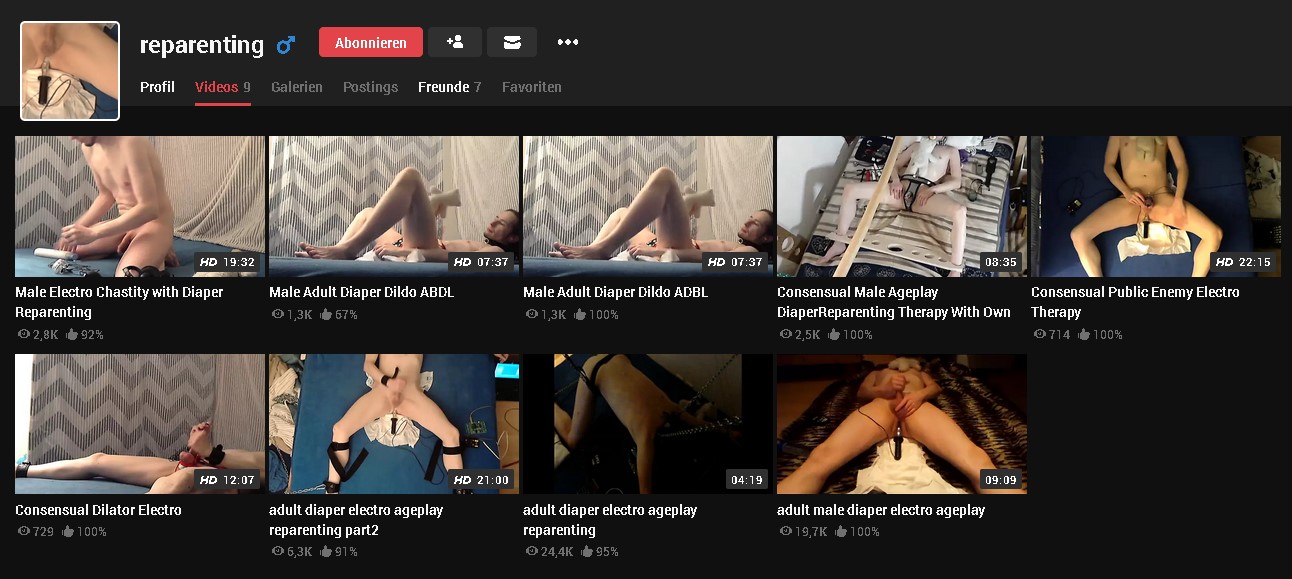 reparenting
Abonnieren
Profil Videos 9 Galerien Postings Freunde 7 Favoriten
HD 19:32
HD 07:37
HD 07:37
08:35
HD 22:15
Male Electro Chastity with Diaper
Reparenting
2,8K 92%
Male Adult Diaper Dildo ABDL
1,3K 67%
Male Adult Diaper Dildo ADBL
1,3K 100%
Consensual Male Ageplay
DiaperReparenting Therapy With Own
2,5K 100%
Consensual Public Enemy Electro
Therapy
714 100%
HD 12:07
HD 21:00
04:19
09:09
Consensual Dilator Electro
729 100%
adult diaper electro ageplay
reparenting part2
6,3K 91%
adult diaper electro ageplay
reparenting
24,4K 95%
adult male diaper electro ageplay
19,7K 100%